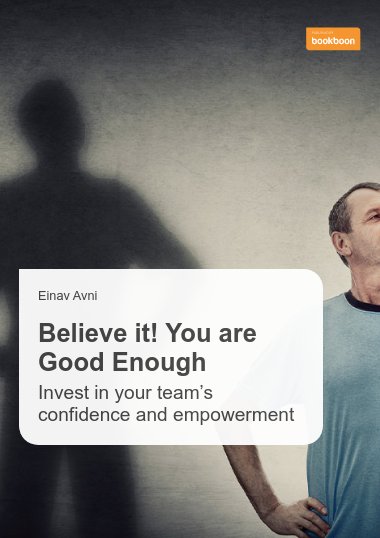 bookboon
Einav Avni
Believe it! You are
Good Enough
Invest in your team's
confidence and empowerment